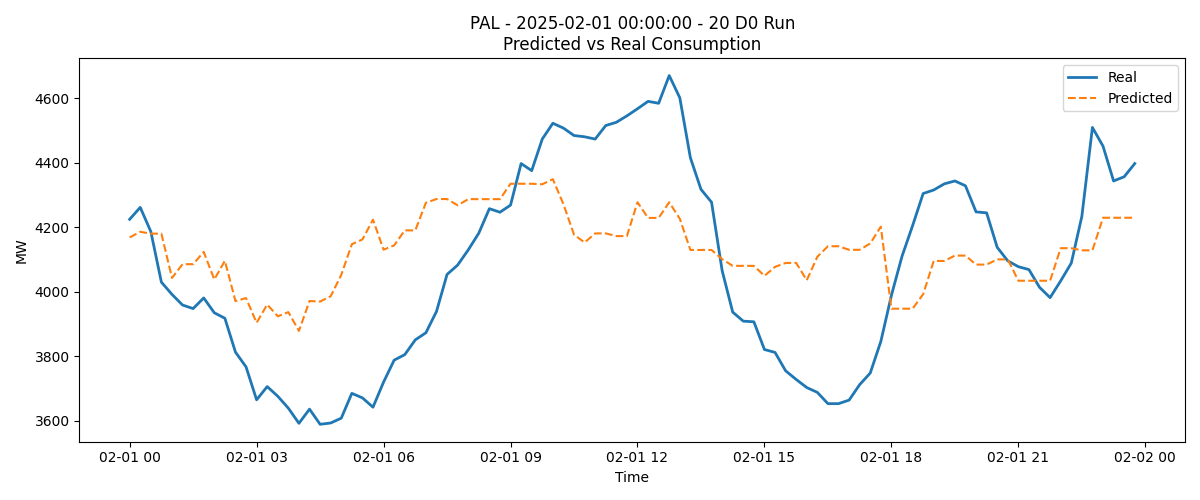 PAL - 2025-02-01 00:00:00 - 20 D0 Run
Predicted vs Real Consumption
Real
Predicted
MW
4600
4400
4200
4000
3800
3600
02-01 00
02-01 03
02-01 06
02-01 09
02-01 12
02-01 15
02-01 18
02-01 21
02-02 00
Time